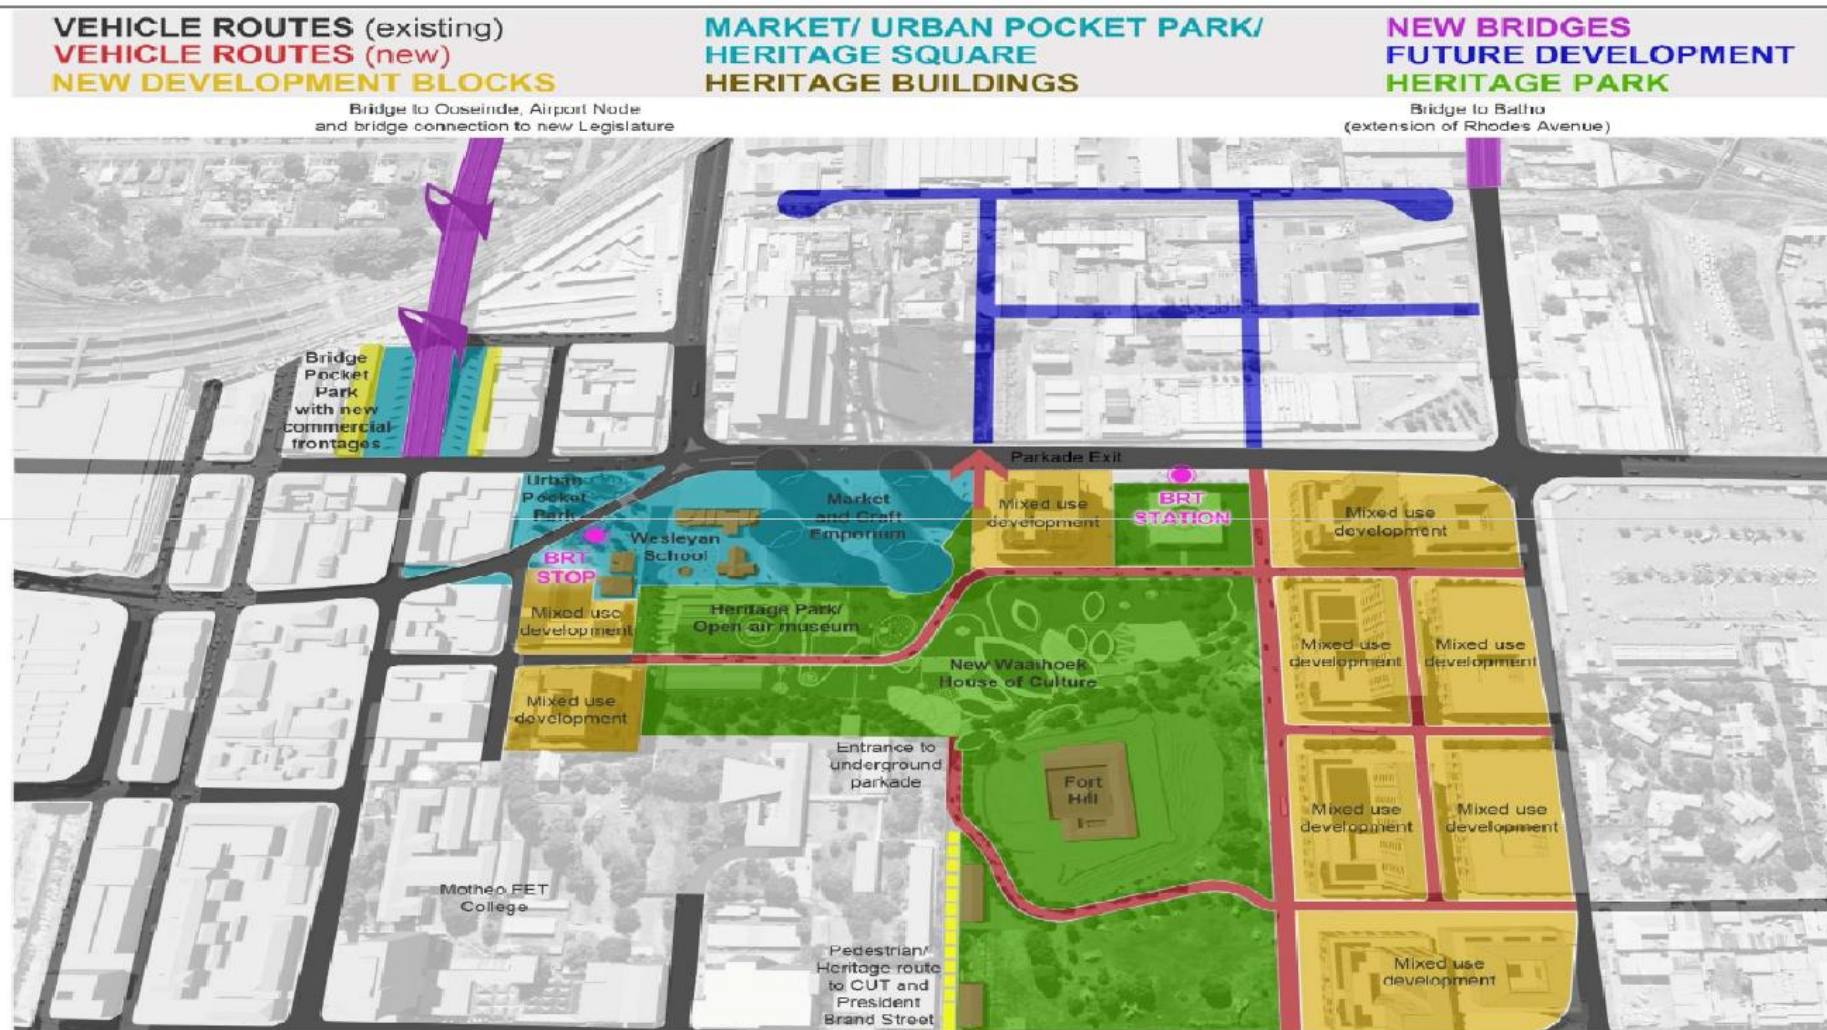 VEHICLE ROUTES (existing)
VEHICLE ROUTES (new)
NEW DEVELOPMENT BLOCKS
MARKET/ URBAN POCKET PARK/
HERITAGE SQUARE
HERITAGE BUILDINGS
NEW BRIDGES
FUTURE DEVELOPMENT
HERITAGE PARK
Bridge to Ooseinde, Airport Node
and bridge connection to new Legislature
Bridge to Batho
(extension of Rhodes Avenue)
Bridge
Pocket
Park
with new
commercial
frontages
Parkade Exit
Urban
Pocket
Park
Market
and Craft
Emporium
Mixed use
development
BRT
STATION
Mixed use
development
Wesleyan
School
BRT
STOP
Mixed use
development
Heritage Park/
Open air museum
New Waaihoek
House of Culture
Mixed use
development
Mixed use
development
Mixed use
development
Entrance to
underground
parkade
Fort
Hill
Mixed use
development
Mixed use
development
Motheo FET
College
Pedestrian/
Heritage route
to CUT and
President
Brand Street
Mixed use
development